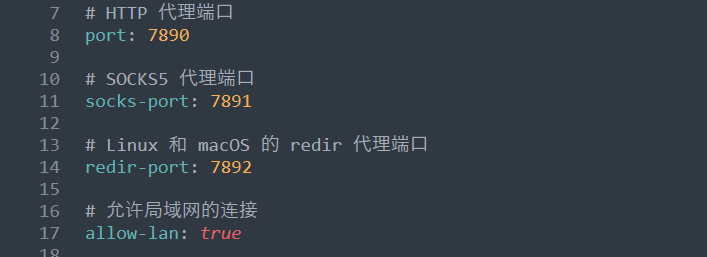 7 # HTTP 代理端口
8 port: 7890
9
10 # SOCKS5 代理端口
11 socks-port: 7891
12
13 # Linux 和 macOS 的 redir 代理端口
14 redir-port: 7892
15
16 # 允许局域网的连接
17 allow-lan: true
18